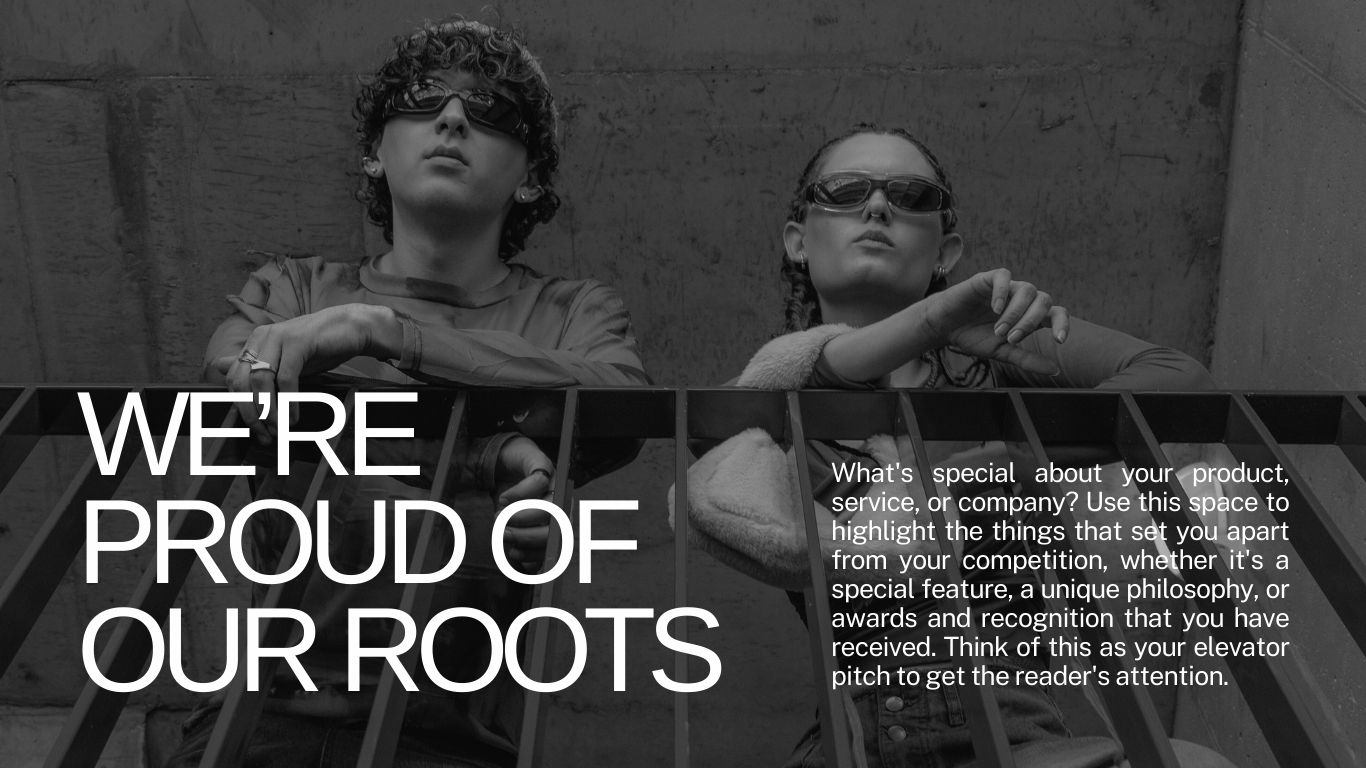 WE’RE
PROUD OF
OUR ROOTS
What's special about your product,
service, or company? Use this space to
highlight the things that set you apart
from your competition, whether it's a
special feature, a unique philosophy, or
awards and recognition that you have
received. Think of this as your elevator
pitch to get the reader's attention.